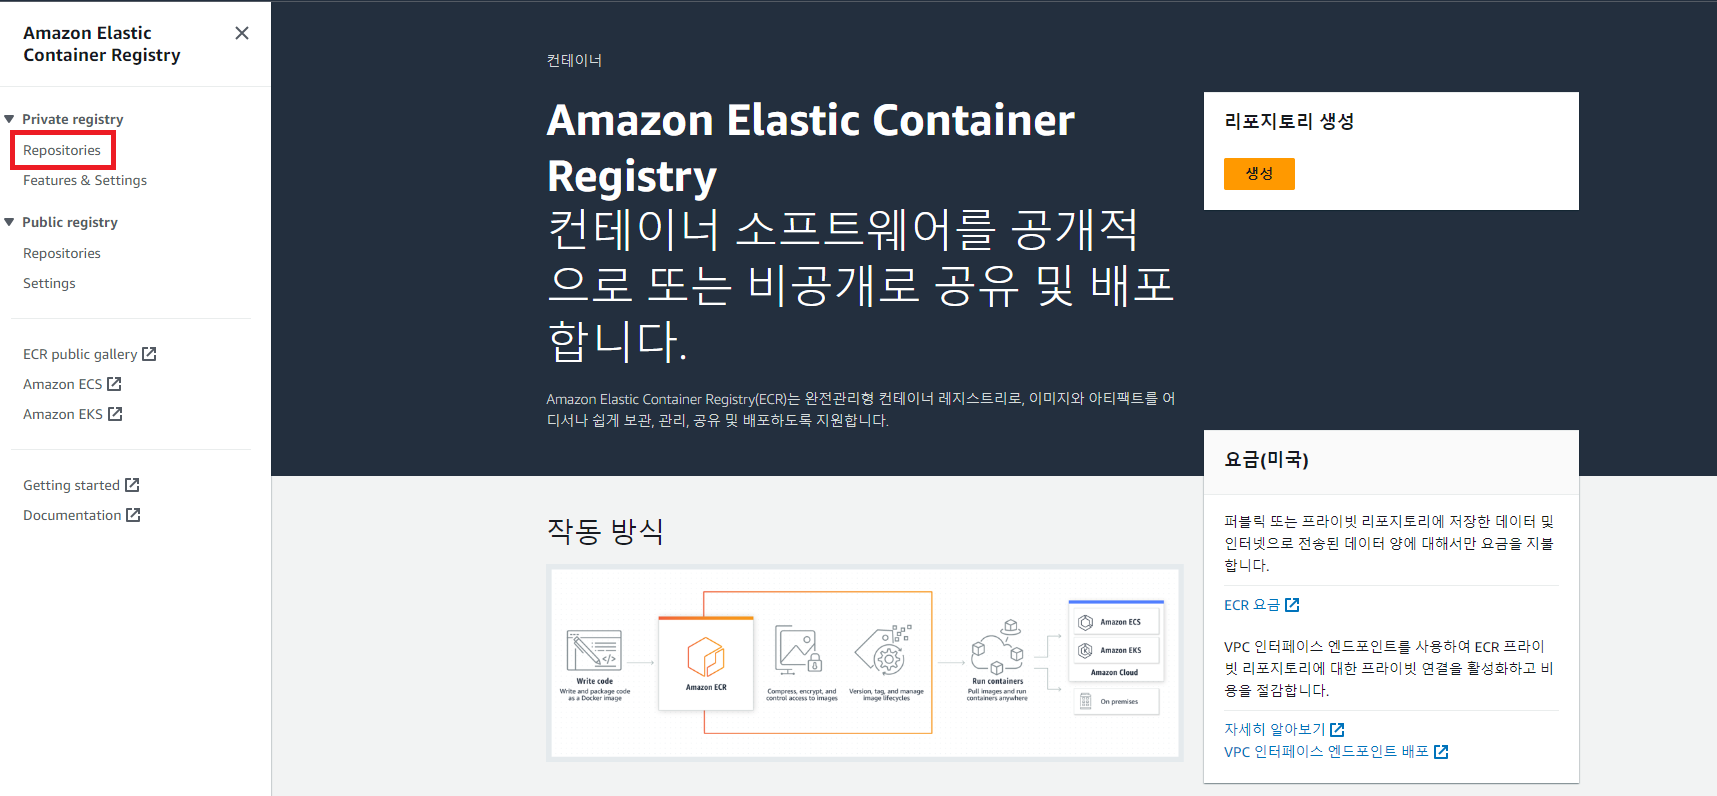 Amazon Elastic
Container Registry
Private registry
Repositories
Features & Settings
Public registry
Repositories
Settings
ECR public gallery
Amazon ECS
Amazon EKS
Getting started
Documentation
컨테이너
Amazon Elastic Container
Registry
컨테이너 소프트웨어를 공개적
으로 또는 비공개로 공유 및 배포
합니다.
Amazon Elastic Container Registry(ECR)는 완전관리형 컨테이너 레지스트리로, 이미지와 아티팩트를 어
디서나 쉽게 보관, 관리, 공유 및 배포하도록 지원합니다.
리포지토리 생성
생성
작동 방식
Write code
Write and package code
as a Docker image
Amazon ECR
Compress, encrypt, and
control access to images
Version, tag, and manage
image lifecycles
Run containers
Pull images and run
containers anywhere
Amazon ECS
Amazon EKS
Amazon Cloud
On premises
요금(미국)
퍼블릭 또는 프라이빗 리포지토리에 저장한 데이터 및
인터넷으로 전송된 데이터 양에 대해서만 요금을 지불
합니다.
ECR 요금
VPC 인터페이스 엔드포인트를 사용하여 ECR 프라이
빗 리포지토리에 대한 프라이빗 연결을 활성화하고 비
용을 절감합니다.
자세히 알아보기
VPC 인터페이스 엔드포인트 배포